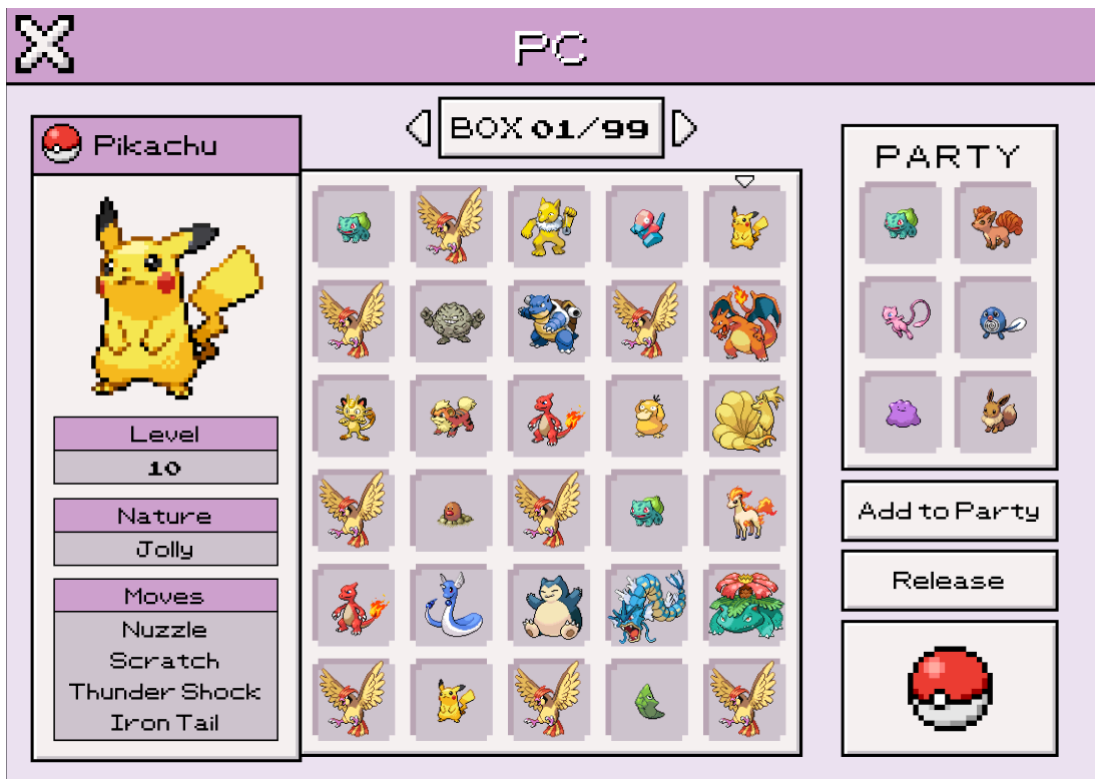 PC
BOX 01/99
Pikachu
Level
10
Nature
Jolly
Moves
Nuzzle
Scratch
Thunder Shock
Iron Tail
PARTY
Add to Party
Release